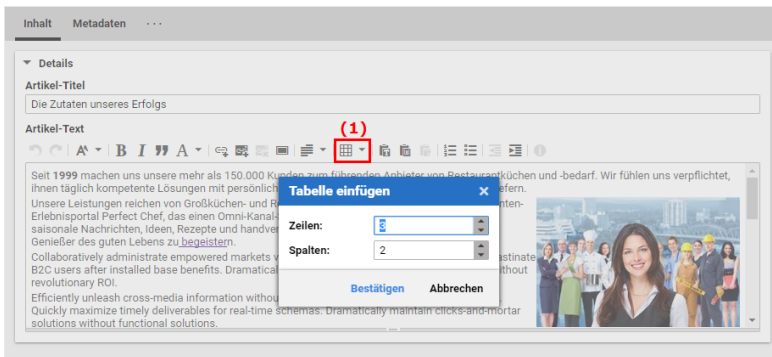 Inhalt Metadaten ...
Details
Artikel-Titel
Die Zutaten unseres Erfolgs
Artikel-Text
(1)
Seit 1999 machen uns unsere mehr als 150.000 Kunden zum führenden Anbieter von Restaurantküchen und -bedarf. Wir fühlen uns verpflichtet,
ihnen täglich kompetente Lösungen mit persönlich efern.
Unsere Leistungen reichen von Großküchen- und R nten-
Erlebnisportal Perfect Chef, das einen Omni-Kanal-
saisonale Nachrichten, Ideen, Rezepte und handver
Genießer des guten Lebens zu begeistern.
Collaboratively administrate empowered markets v astinate
B2C users after installed base benefits. Dramatical ithout
revolutionary ROI.
Efficiently unleash cross-media information withou
Quickly maximize timely deliverables for real-time schemas. Dramatically maintain clicks-and-mortar
solutions without functional solutions.
Tabelle einfügen ×
Zeilen: 3
Spalten: 2
Bestätigen Abbrechen